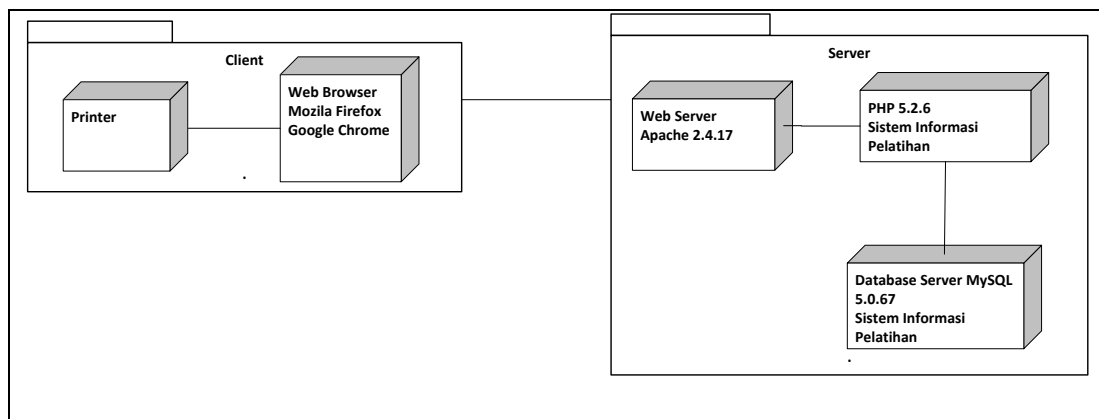 Client
Printer
Web Browser
Mozila Firefox
Google Chrome
.
Server
Web Server
Apache 2.4.17
PHP 5.2.6
Sistem Informasi
Pelatihan
Database Server MySQL
5.0.67
Sistem Informasi
Pelatihan
.